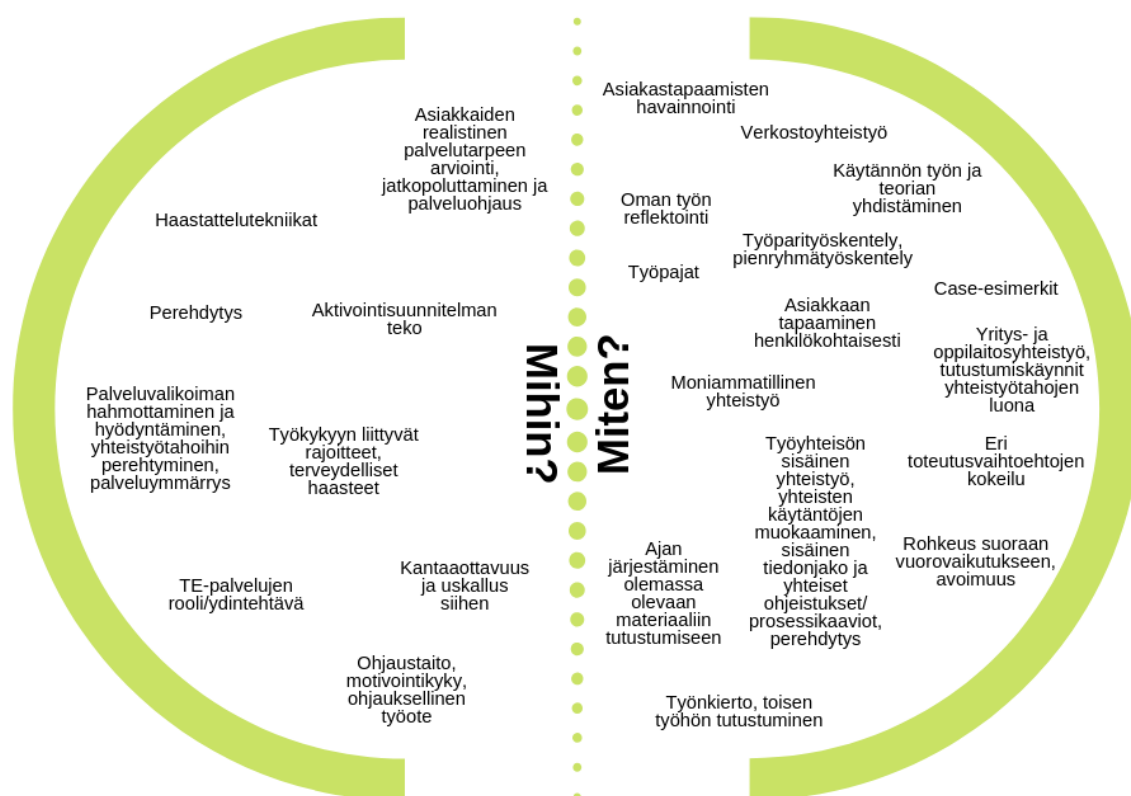 Asiakkaiden
realistinen
palvelutarpeen
arviointi,
jatkopoluttaminen ja
palveluohjaus
Haastattelutekniikat
Perehdytys
Aktivointisuunnitelman
teko
Palveluvalikoiman
hahmottaminen ja
hyödyntäminen,
yhteistyötahoihin
perehtyminen,
palveluymmärrys
Työkykyyn liittyvät
rajoitteet,
terveydelliset
haasteet
TE-palvelujen
rooli/ydintehtävä
Kantaaottavuus
ja uskallus
siihen
Ohjaustaito,
motivointikyky,
ohjauksellinen
työote
Mihin?
Miten?
Asiakastapaamisten
havainnointi
Verkostoyhteistyö
Käytännön työn ja
teorian
yhdistäminen
Oman työn
reflektointi
Työparityöskentely,
pienryhmätyöskentely
Työpajat
Case-esimerkit
Asiakkaan
tapaaminen
henkilökohtaisesti
Yritys- ja
oppilaitosyhteistyö,
tutustumiskäynnit
yhteistyötahojen
luona
Moniammatillinen
yhteistyö
Työyhteisön
sisäinen
yhteistyö,
yhteisten
käytäntöjen
muokaaminen,
sisäinen
tiedonjako ja
yhteiset
ohjeistukset/
prosessikaaviot,
perehdytys
Eri
toteutusvaihtoehtojen
kokeilu
Ajan
järjestäminen
olemassa
olevaan
materiaaliin
tutustumiseen
Rohkeus suoraan
vuorovaikutukseen,
avoimuus
Työnkierto, toisen
työhön tutustuminen